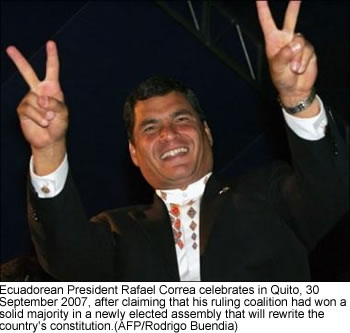 Ecuadorean President Rafael Correa celebrates in Quito, 30
September 2007, after claiming that his ruling coalition had won a
solid majority in a newly elected assembly that will rewrite the
country's constitution.(AFP/Rodrigo Buendia)